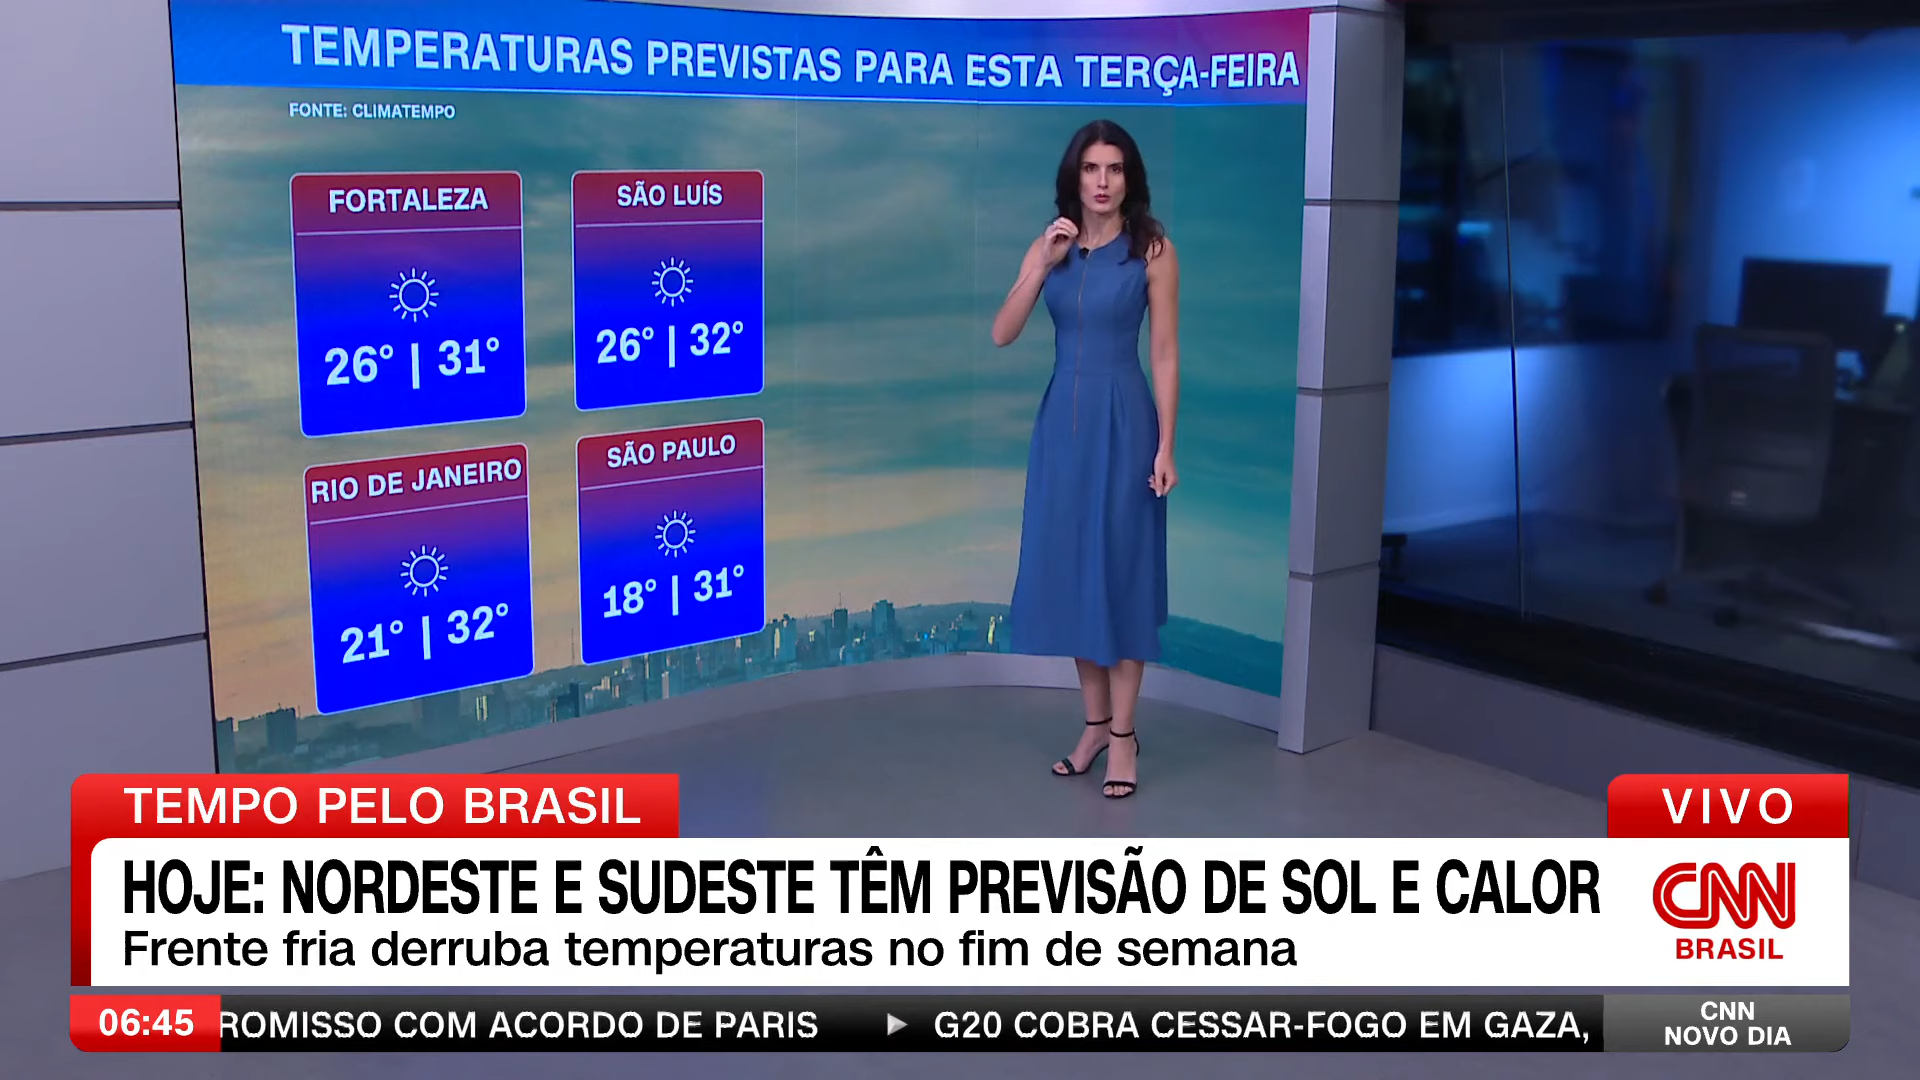 TEMPERATURAS PREVISTAS PARA ESTA TERÇA-FEIRA
FONTE: CLIMATEMPO
FORTALEZA
26° | 31°
SÃO LUÍS
26° | 32°
RIO DE JANEIRO
21° | 32°
SÃO PAULO
18° | 31°
TEMPO PELO BRASIL
VIVO
HOJE: NORDESTE E SUDESTE TÊM PREVISÃO DE SOL E CALOR
Frente fria derruba temperaturas no fim de semana
CNN
BRASIL
06:45
ROMISSO COM ACORDO DE PARIS
G20 COBRA CESSAR-FOGO EM GAZA,
CNN
NOVO DIA